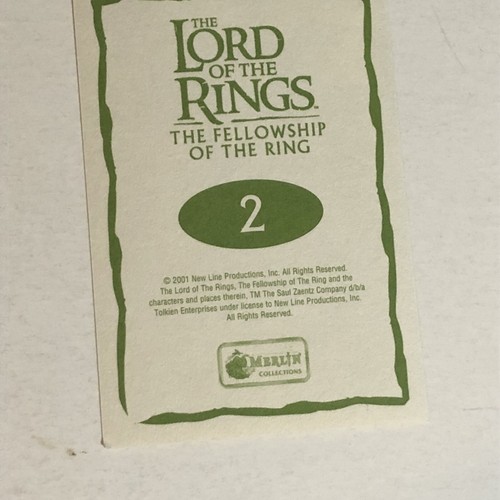 THE
LORD
OF THE
RINGS™
THE FELLOWSHIP
OF THE RING
2
© 2001 New Line Productions, Inc. All Rights Reserved.
The Lord of The Rings, The Fellowship of The Ring and the
characters and places therein, TM The Saul Zaentz Company d/b/a
Tolkien Enterprises under license to New Line Productions, Inc.
All Rights Reserved.
MERLIN
COLLECTIONS